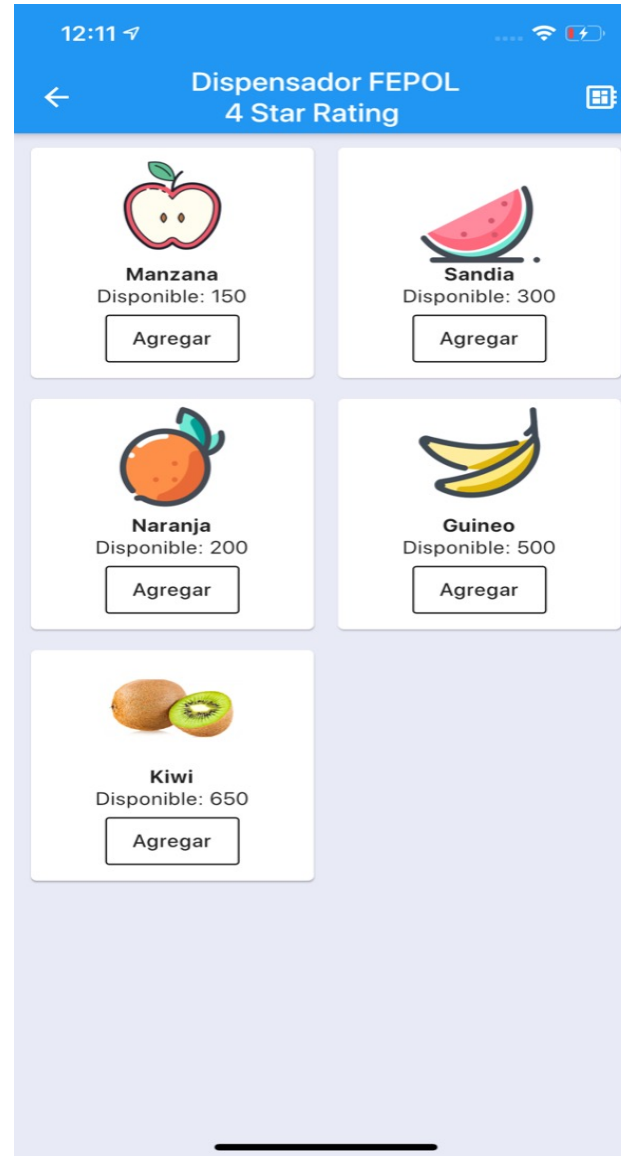 12:11
Dispensador FEPOL
4 Star Rating
Manzana
Disponible: 150
Agregar
Sandia
Disponible: 300
Agregar
Naranja
Disponible: 200
Agregar
Guineo
Disponible: 500
Agregar
Kiwi
Disponible: 650
Agregar